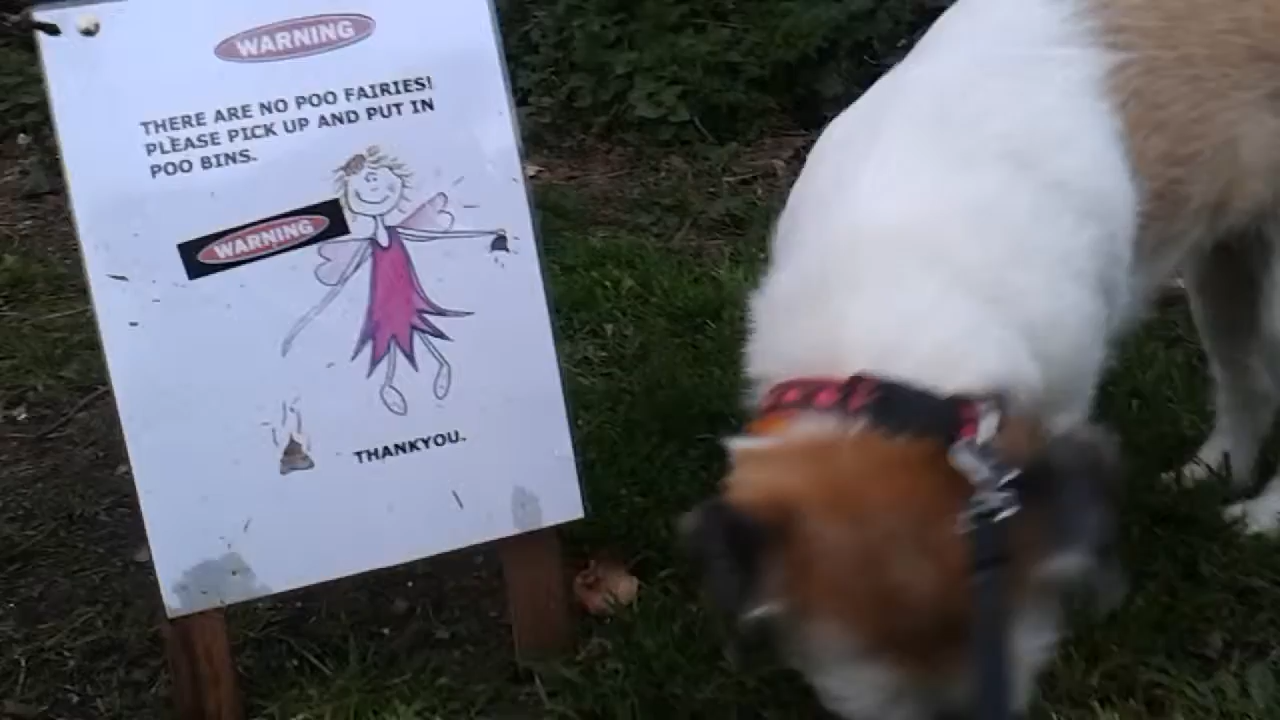 WARNING
THERE ARE NO POO FAIRIES!
PLEASE PICK UP AND PUT IN
POO BINS.
WARNING
THANKYOU.